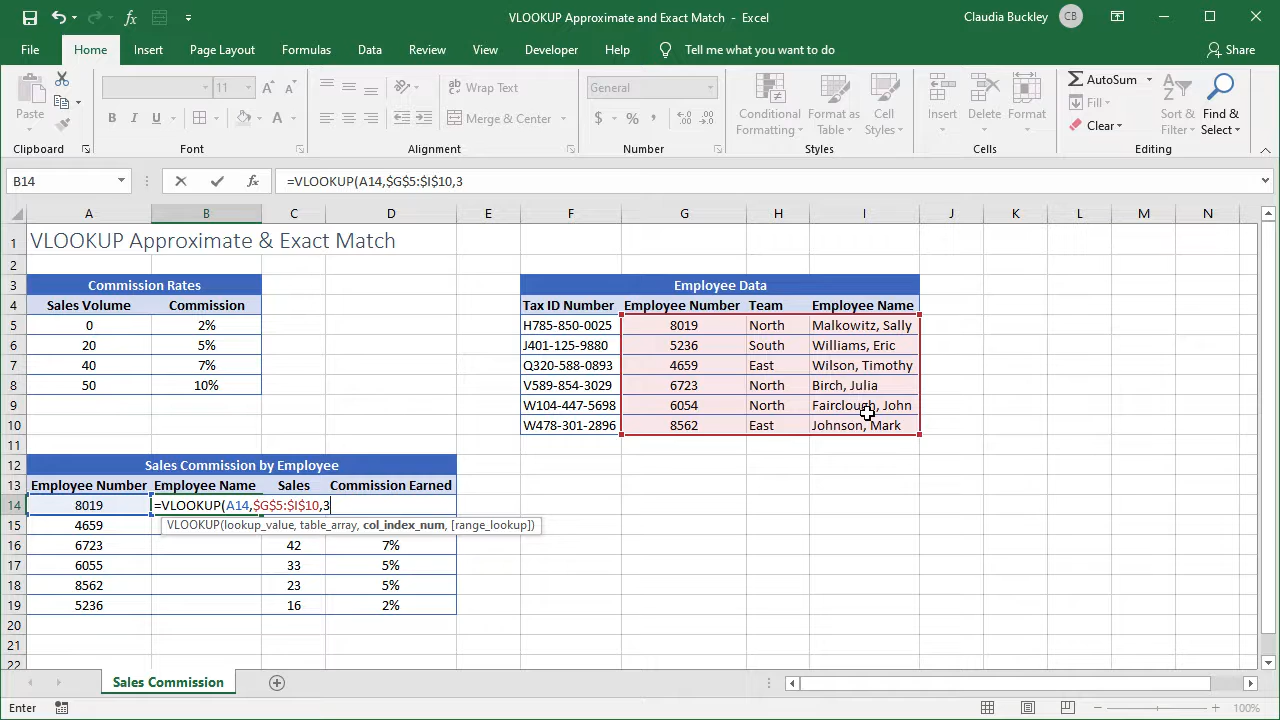 VLOOKUP Approximate and Exact Match - Excel
Claudia Buckley CB
File Home Insert Page Layout Formulas Data Review View Developer Help Tell me what you want to do Share
Paste
11 A A
B I U A
Wrap Text
Merge & Center
General
$ % , .00
Conditional Formatting
Format as Table
Cell Styles
Insert Delete Format
AutoSum
Fill
Clear
Sort & Filter
Find & Select
Clipboard Font Alignment Number Styles Cells Editing
B14 fx =VLOOKUP(A14,$G$5:$I$10,3
A B C D E F G H I J K L M N
1 VLOOKUP Approximate & Exact Match
2
3 Commission Rates Employee Data
4 Sales Volume Commission Tax ID Number Employee Number Team Employee Name
5 0 2% H785-850-0025 8019 North Malkowitz, Sally
6 20 5% J401-125-9880 5236 South Williams, Eric
7 40 7% Q320-588-0893 4659 East Wilson, Timothy
8 50 10% V589-854-3029 6723 North Birch, Julia
9 W104-447-5698 6054 North Fairclough, John
10 W478-301-2896 8562 East Johnson, Mark
11
12 Sales Commission by Employee
13 Employee Number Employee Name Sales Commission Earned
14 8019 =VLOOKUP(A14,$G$5:$I$10,3
15 4659 VLOOKUP(lookup_value, table_array, col_index_num, [range_lookup])
16 6723 42 7%
17 6055 33 5%
18 8562 23 5%
19 5236 16 2%
20
21
22
Sales Commission
Enter 100%